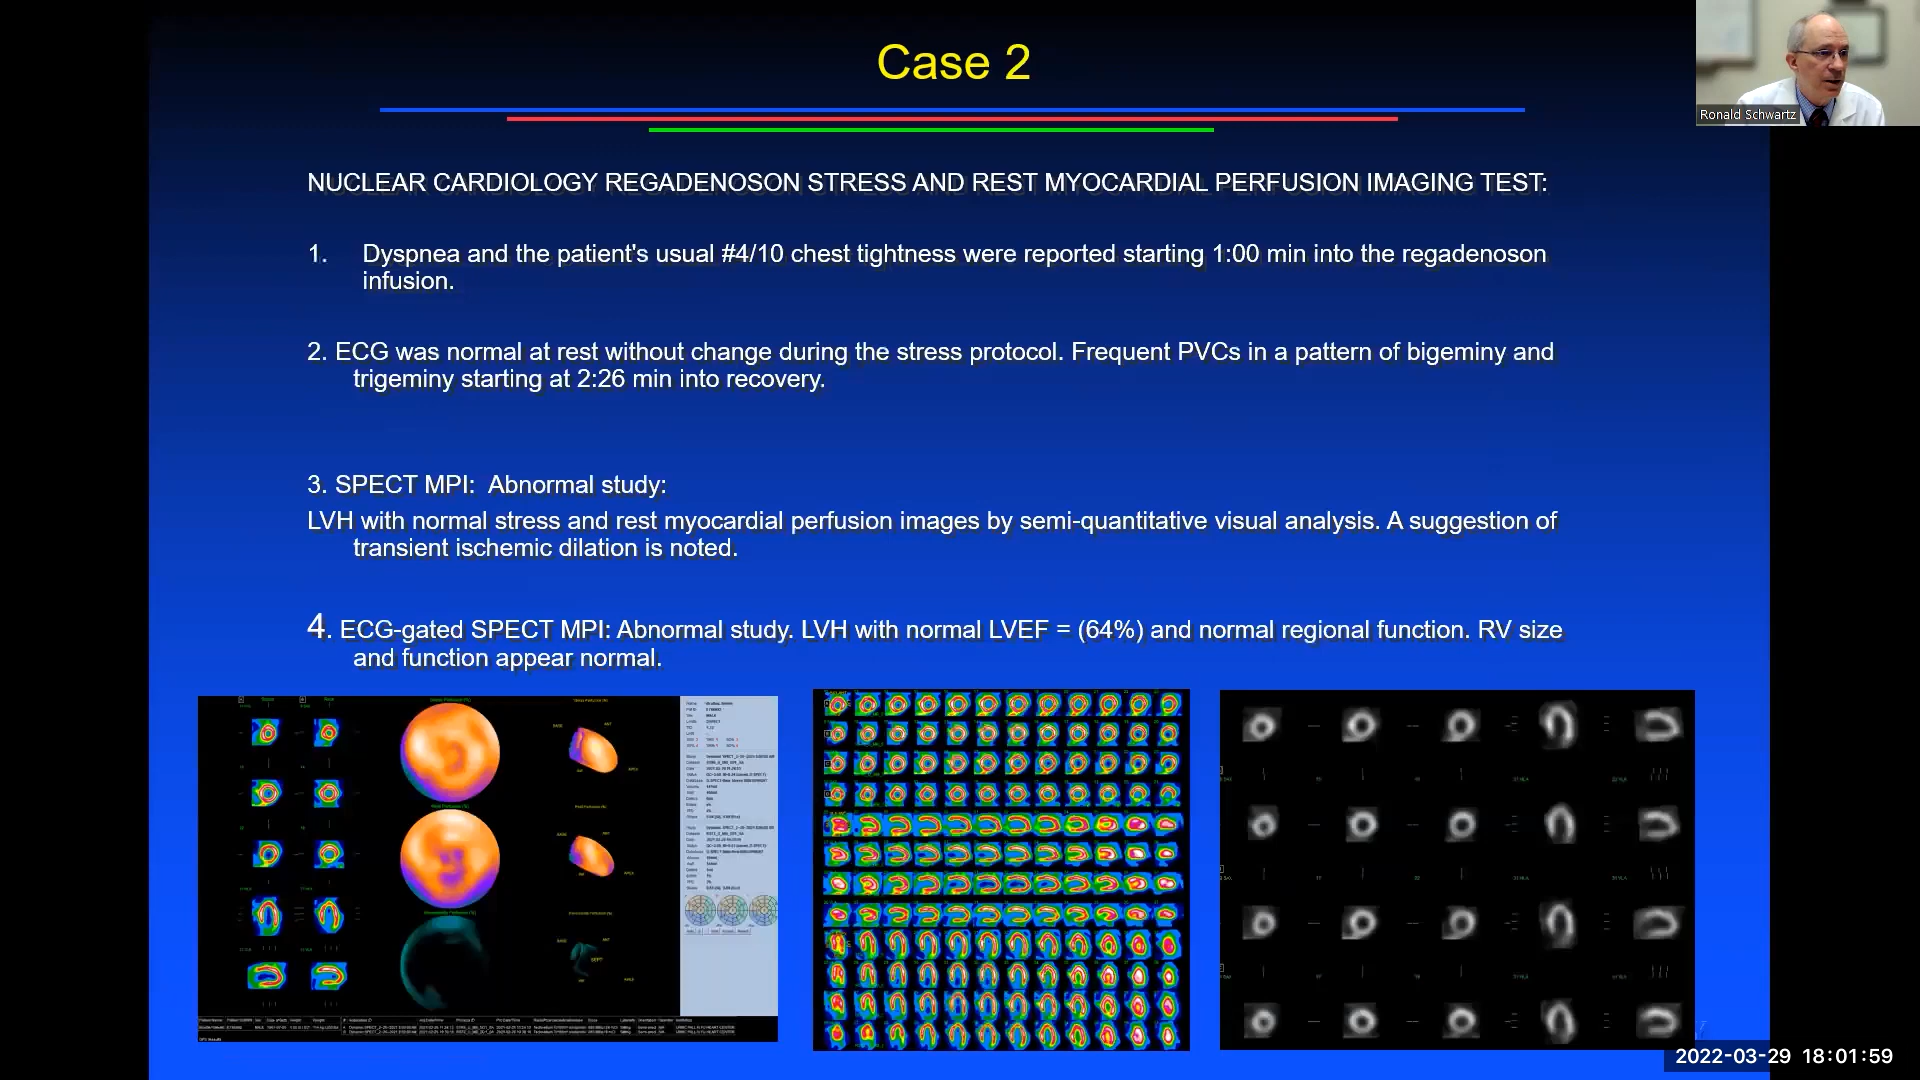 Case 2
Ronald Schwartz
NUCLEAR CARDIOLOGY REGADENOSON STRESS AND REST MYOCARDIAL PERFUSION IMAGING TEST:
1. Dyspnea and the patient's usual #4/10 chest tightness were reported starting 1:00 min into the regadenoson
infusion.
2. ECG was normal at rest without change during the stress protocol. Frequent PVCs in a pattern of bigeminy and
trigeminy starting at 2:26 min into recovery.
3. SPECT MPI:  Abnormal study:
LVH with normal stress and rest myocardial perfusion images by semi-quantitative visual analysis. A suggestion of
transient ischemic dilation is noted.
4. ECG-gated SPECT MPI: Abnormal study. LVH with normal LVEF = (64%) and normal regional function. RV size
and function appear normal.
2022-03-29 18:01:59